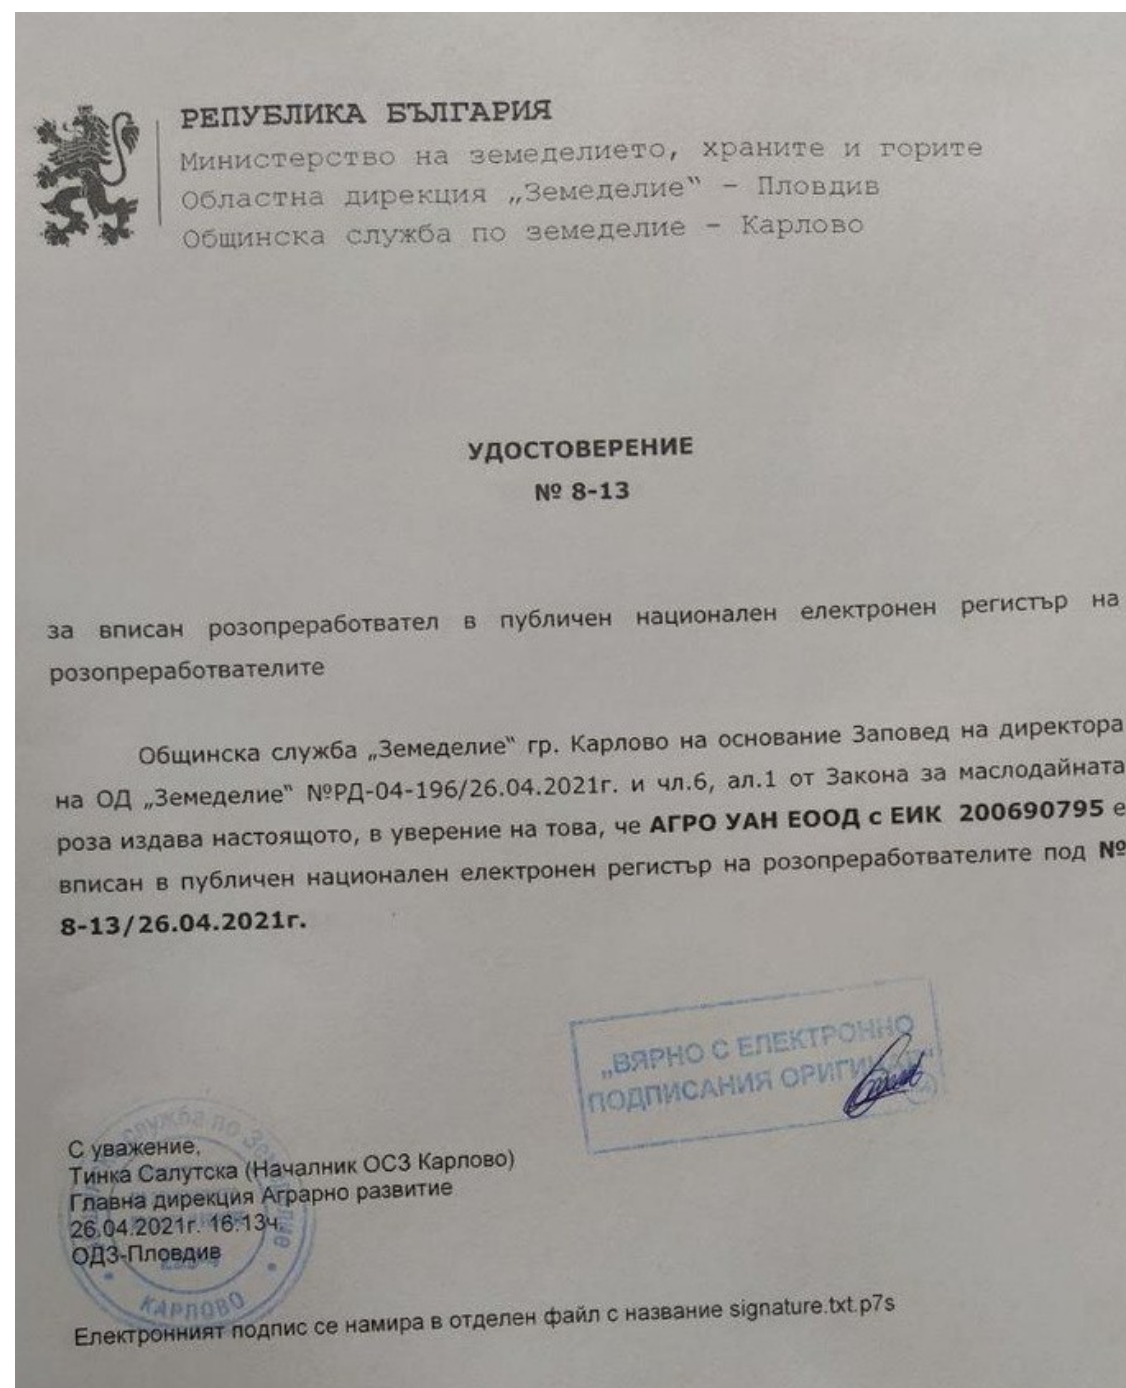 РЕПУБЛИКА БЪЛГАРИЯ
Министерство на земеделието, храните и горите
Областна дирекция „Земеделие“ – Пловдив
Общинска служба по земеделие – Карлово
УДОСТОВЕРЕНИЕ
№ 8-13
за вписан розопреработвател в публичен национален електронен регистър на
розопреработвателите
Общинска служба „Земеделие“ гр. Карлово на основание Заповед на директора
на ОД „Земеделие“ №РД-04-196/26.04.2021г. и чл.6, ал.1 от Закона за маслодайната
роза издава настоящото, в уверение на това, че АГРО УАН ЕООД с ЕИК 200690795 е
вписан в публичен национален електронен регистър на розопреработвателите под №
8-13/26.04.2021г.
„ВЯРНО С ЕЛЕКТРОННО
ПОДПИСАНИЯ ОРИГИНАЛ“
служба по Земеделие
С уважение,
Тинка Салутска (Началник ОСЗ Карлово)
Главна дирекция Аграрно развитие
26.04.2021г. 16:13ч.
ОДЗ-Пловдив
КАРЛОВО
Електронният подпис се намира в отделен файл с название signature.txt.p7s